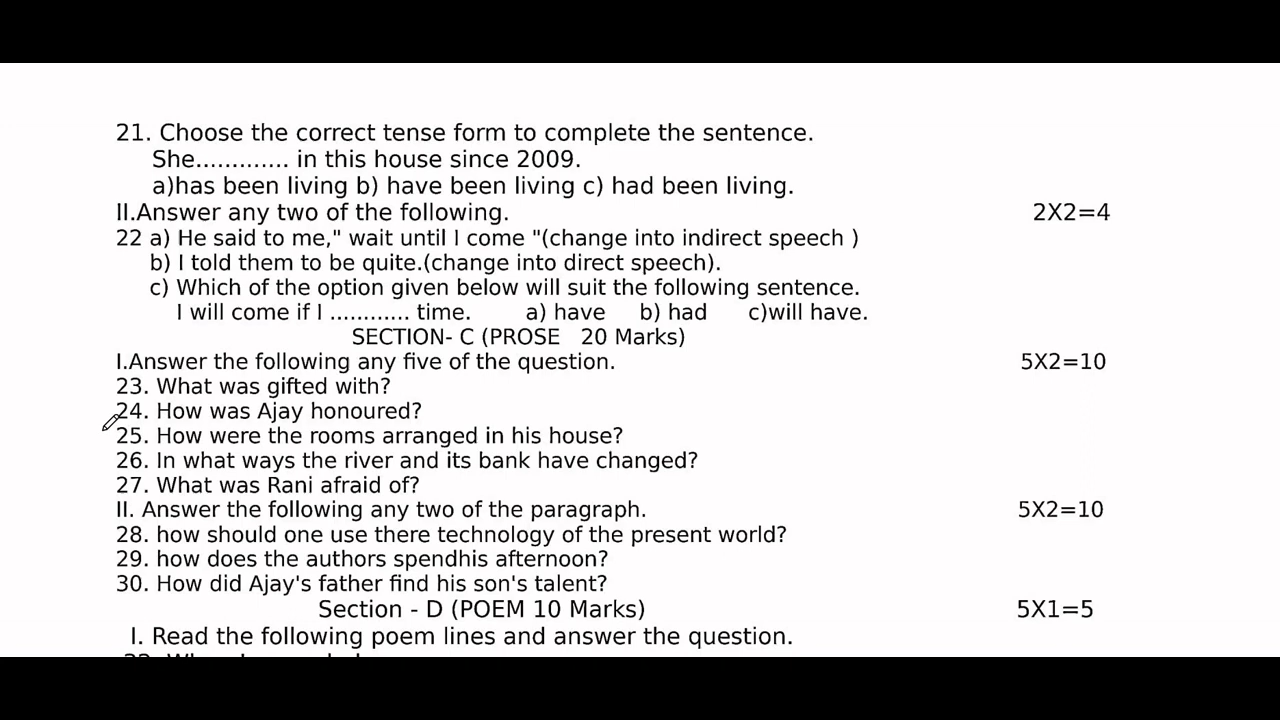 21. Choose the correct tense form to complete the sentence.
She............. in this house since 2009.
a)has been living b) have been living c) had been living.
II.Answer any two of the following. 2X2=4
22 a) He said to me," wait until I come "(change into indirect speech )
b) I told them to be quite.(change into direct speech).
c) Which of the option given below will suit the following sentence.
I will come if I ............ time. a) have b) had c)will have.
SECTION- C (PROSE 20 Marks)
I.Answer the following any five of the question. 5X2=10
23. What was gifted with?
24. How was Ajay honoured?
25. How were the rooms arranged in his house?
26. In what ways the river and its bank have changed?
27. What was Rani afraid of?
II. Answer the following any two of the paragraph. 5X2=10
28. how should one use there technology of the present world?
29. how does the authors spendhis afternoon?
30. How did Ajay's father find his son's talent?
Section - D (POEM 10 Marks) 5X1=5
I. Read the following poem lines and answer the question.